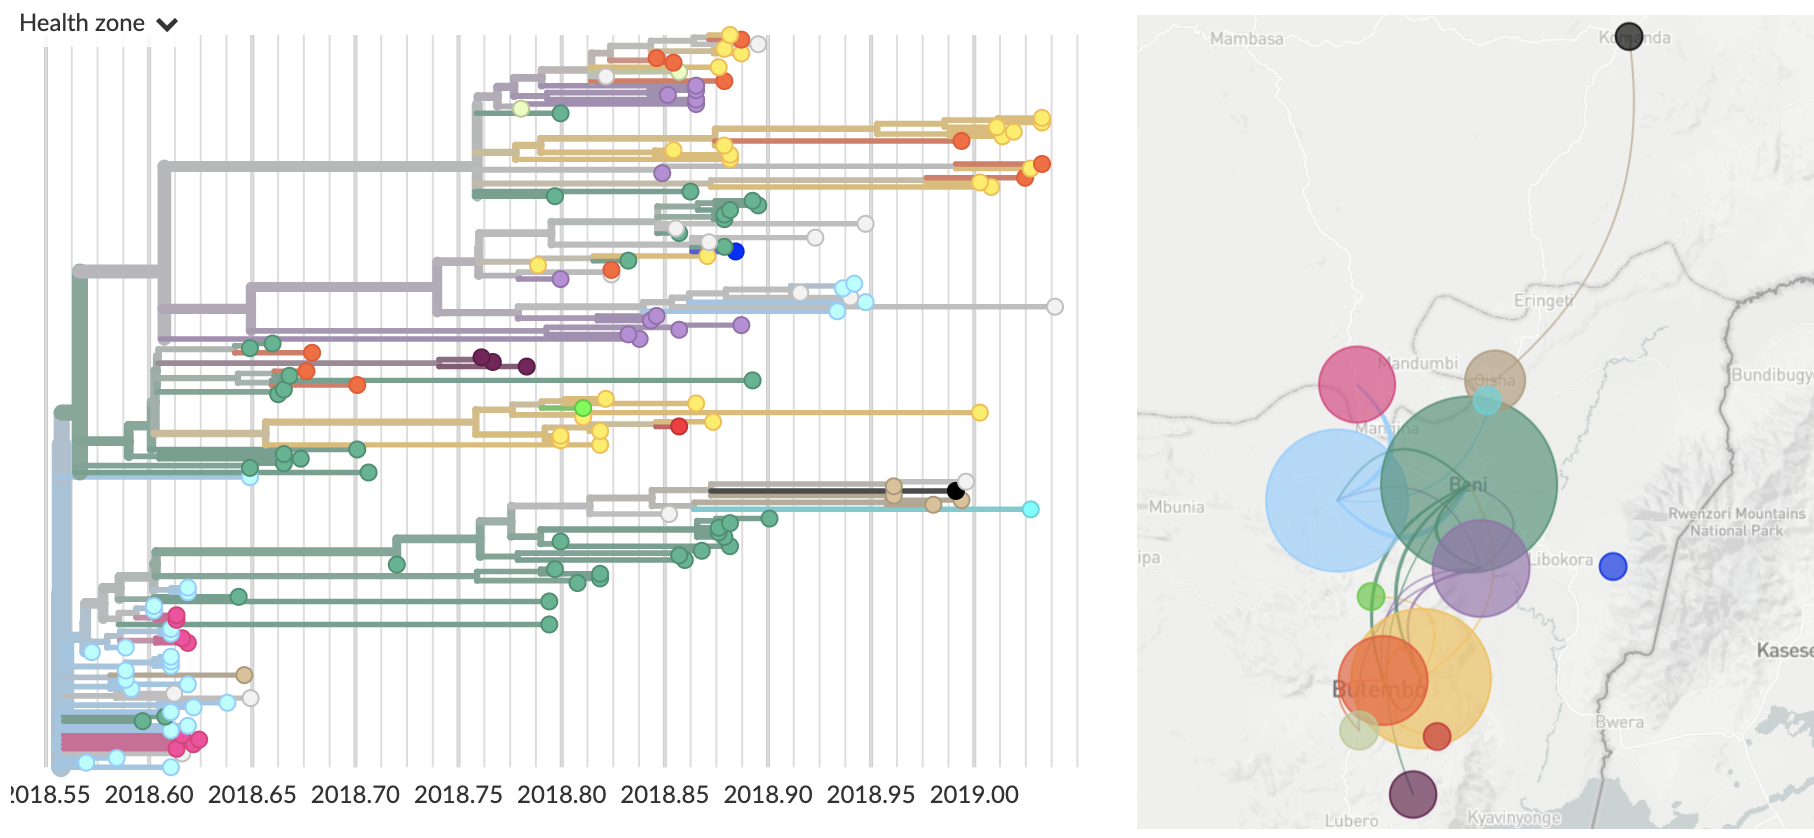 Health zone
2018.55 2018.60 2018.65 2018.70 2018.75 2018.80 2018.85 2018.90 2018.95 2019.00
Mambasa
Komanda
Eringeti
Mandumbi
Oisha
Bundibugy
Mangina
Beni
Mbunia
Rwenzori Mountains
National Park
ipa
Libokora
Kasese
Butembo
Bwera
Lubero
Kyavinyonge